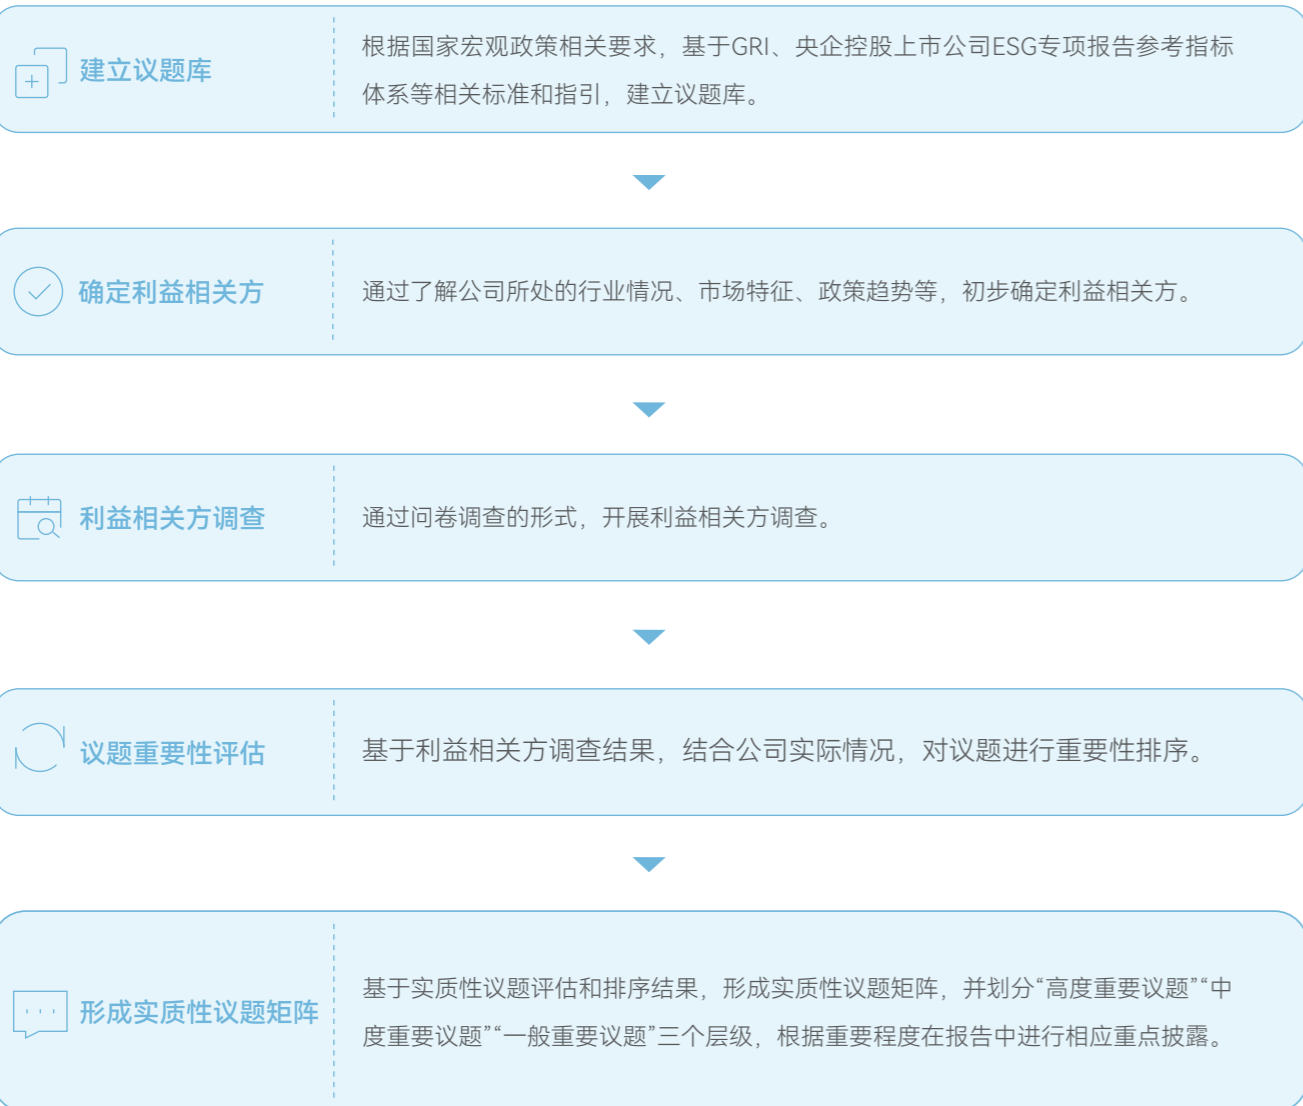 建立议题库
根据国家宏观政策相关要求，基于GRI、央企控股上市公司ESG专项报告参考指标
体系等相关标准和指引，建立议题库。
确定利益相关方
通过了解公司所处的行业情况、市场特征、政策趋势等，初步确定利益相关方。
利益相关方调查
通过问卷调查的形式，开展利益相关方调查。
议题重要性评估
基于利益相关方调查结果，结合公司实际情况，对议题进行重要性排序。
形成实质性议题矩阵
基于实质性议题评估和排序结果，形成实质性议题矩阵，并划分“高度重要议题”“中
度重要议题”“一般重要议题”三个层级，根据重要程度在报告中进行相应重点披露。